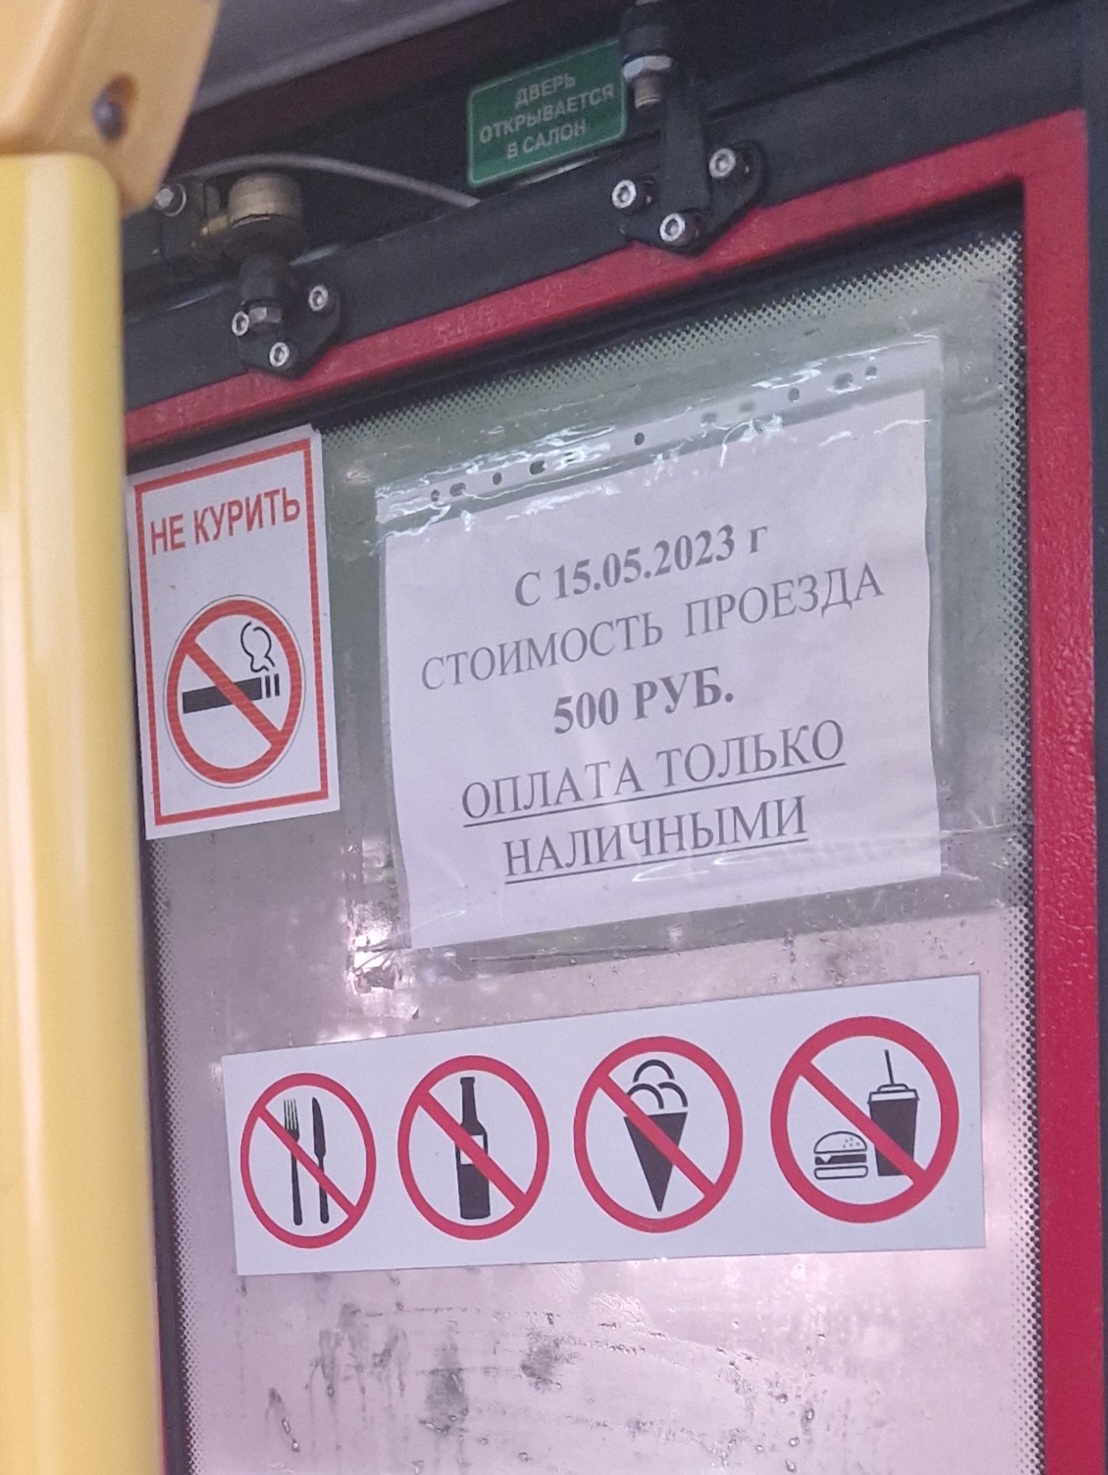 ДВЕРЬ
ОТКРЫВАЕТСЯ
В САЛОН
НЕ КУРИТЬ
С 15.05.2023 г
СТОИМОСТЬ ПРОЕЗДА
500 РУБ.
ОПЛАТА ТОЛЬКО
НАЛИЧНЫМИ